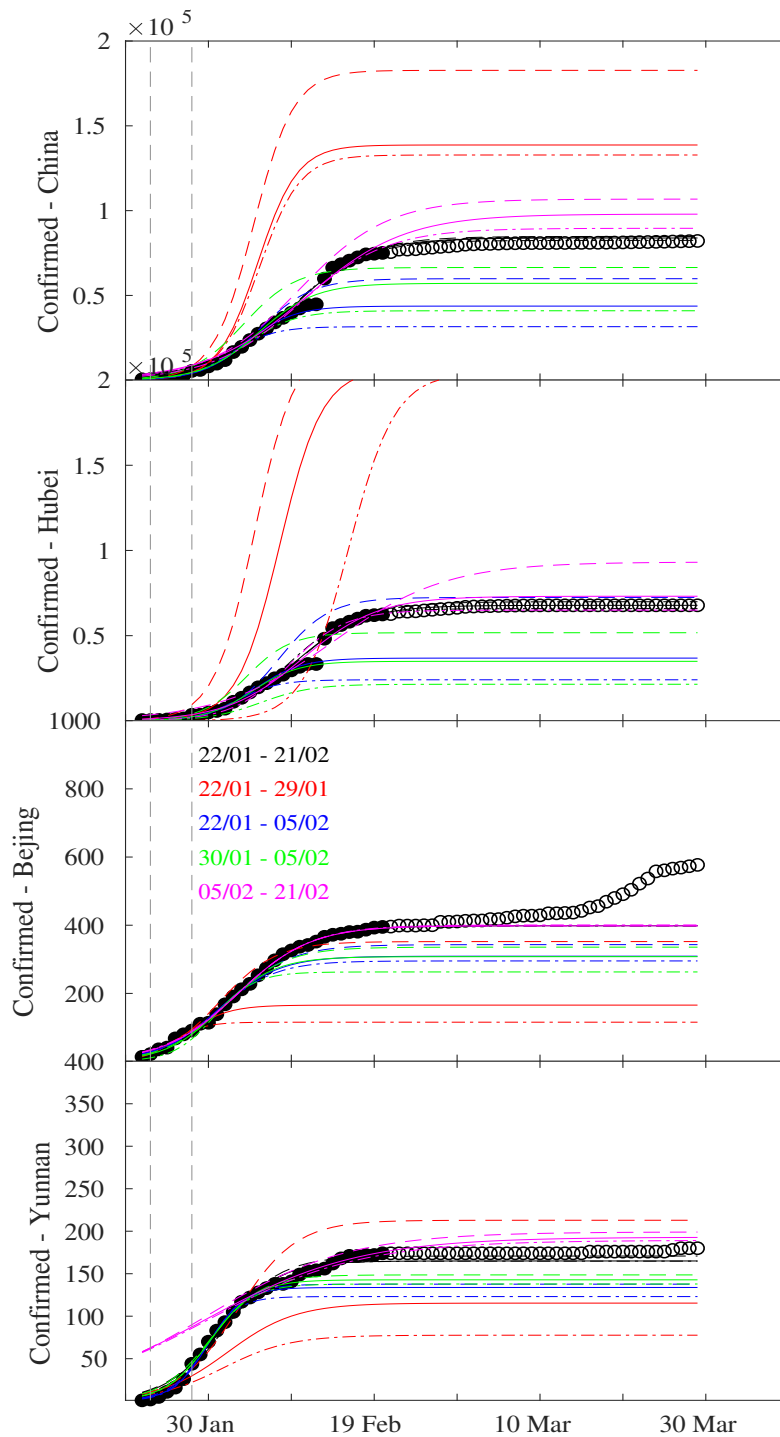 × 10 5
2
1.5
1
0.5
Confirmed - China
× 10 5
2
1.5
1
0.5
Confirmed - Hubei
1000
800
600
400
200
Confirmed - Bejing
22/01 - 21/02
22/01 - 29/01
22/01 - 05/02
30/01 - 05/02
05/02 - 21/02
400
350
300
250
200
150
100
50
Confirmed - Yunnan
30 Jan 19 Feb 10 Mar 30 Mar